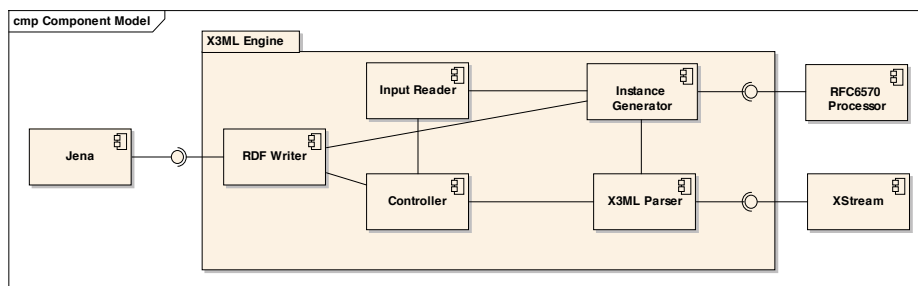 cmp Component Model
X3ML Engine
Input Reader
Instance
Generator
RFC6570
Processor
Jena
RDF Writer
Controller
X3ML Parser
XStream